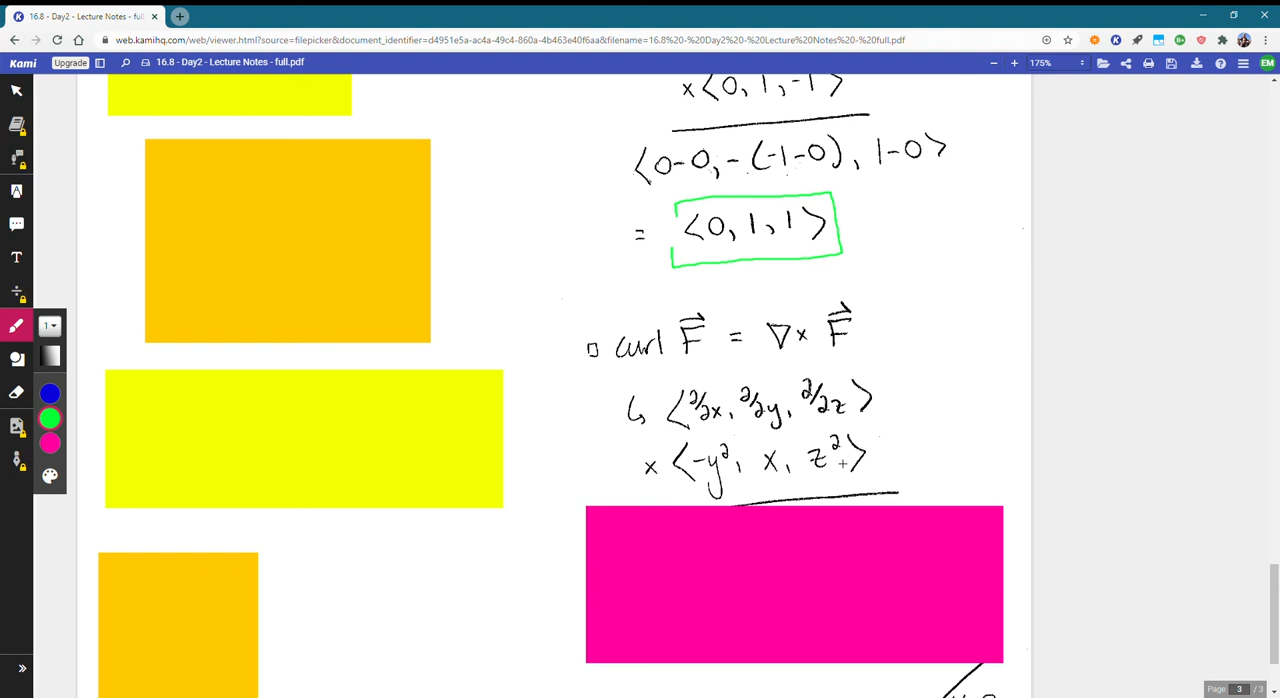 16.8 - Day2 - Lecture Notes - full.
web.kamihq.com/web/viewer.html?source=filepicker&document_identifier=d4951e5a-ac4a-49c4-860a-4b463e40f6aa&filename=16.8%20-%20Day2%20-%20Lecture%20Notes%20-%20full.pdf
Kami Upgrade 16.8 - Day2 - Lecture Notes - full.pdf 175% EM
×⟨0, 1, -1⟩
⟨0-0, -(-1-0), 1-0⟩
= ⟨0, 1, 1⟩
□ curl F⃗ = ∇× F⃗
↳ ⟨∂/∂x, ∂/∂y, ∂/∂z⟩
× ⟨-y², x, z²⟩
T
1
Page 3 / 3